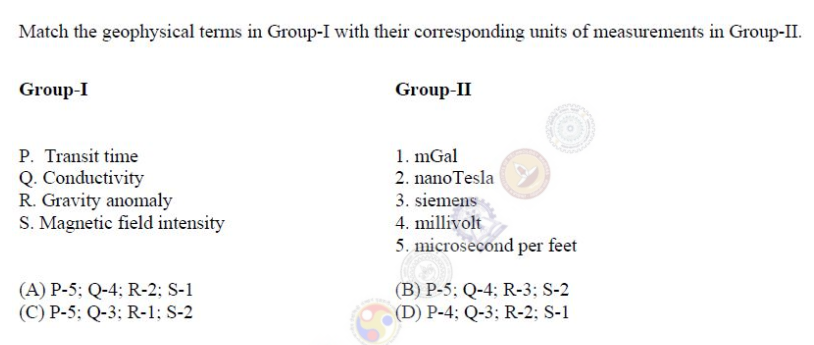 Match the geophysical terms in Group-I with their corresponding units of measurements in Group-II.
Group-I
Group-II
P. Transit time
1. mGal
Q. Conductivity
2. nanoTesla
R. Gravity anomaly
3. siemens
S. Magnetic field intensity
4. millivolt
5. microsecond per feet
(A) P-5; Q-4; R-2; S-1
(B) P-5; Q-4; R-3; S-2
(C) P-5; Q-3; R-1; S-2
(D) P-4; Q-3; R-2; S-1